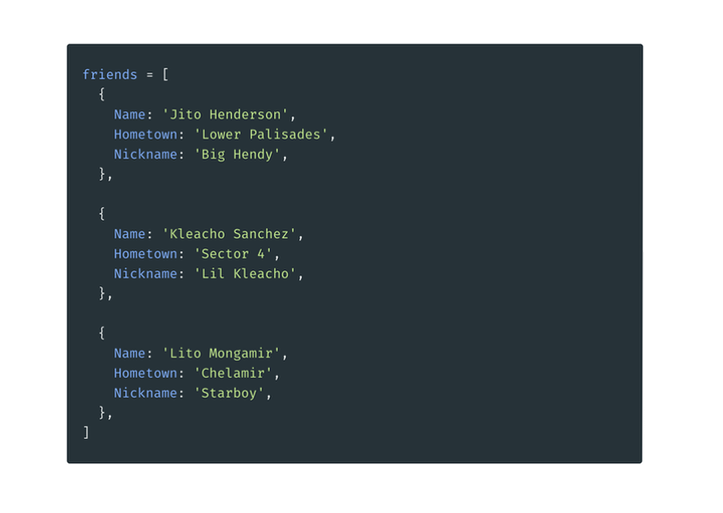 friends = [
  {
    Name: 'Jito Henderson',
    Hometown: 'Lower Palisades',
    Nickname: 'Big Hendy',
  },

  {
    Name: 'Kleacho Sanchez',
    Hometown: 'Sector 4',
    Nickname: 'Lil Kleacho',
  },

  {
    Name: 'Lito Mongamir',
    Hometown: 'Chelamir',
    Nickname: 'Starboy',
  },
]